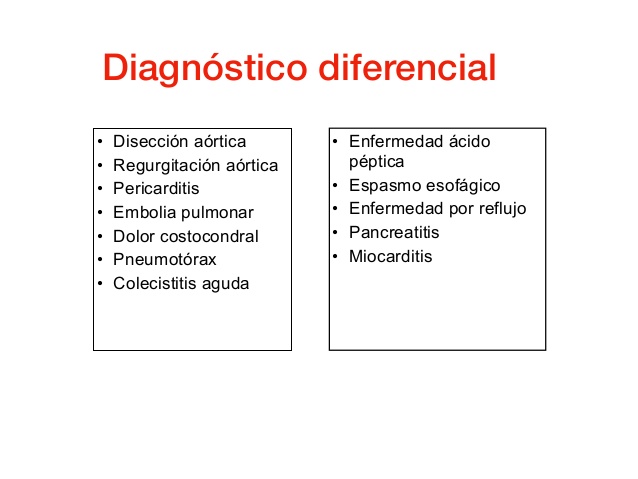 Diagnóstico diferencial
• Disección aórtica
• Regurgitación aórtica
• Pericarditis
• Embolia pulmonar
• Dolor costocondral
• Pneumotórax
• Colecistitis aguda
• Enfermedad ácido
péptica
• Espasmo esofágico
• Enfermedad por reflujo
• Pancreatitis
• Miocarditis